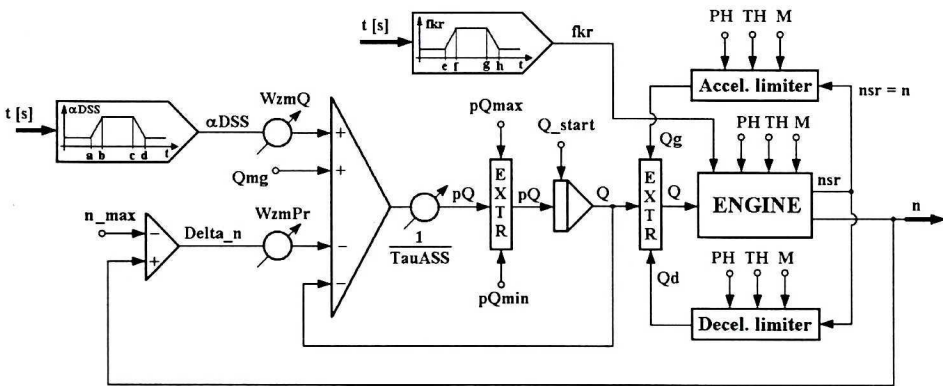 t [s]
fkr
e f g h t
fkr
PH TH M
Accel. limiter
nsr = n
t [s]
αDSS
a b c d t
αDSS
WzmQ
Qmg
pQmax
Q_start
Qg
PH TH M
n_max
Delta_n
WzmPr
+
+
−
−
−
+
1
TauASS
pQ
EXTR
pQ
Q
EXTR
Q
ENGINE
nsr
n
pQmin
Qd
PH TH M
Decel. limiter